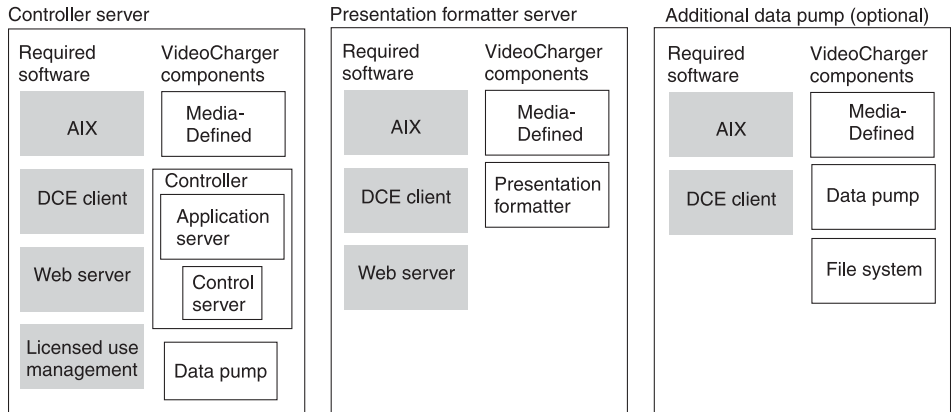 Controller server
Required
software
VideoCharger
components
AIX
Media-
Defined
DCE client
Controller
Application
server
Web server
Control
server
Licensed use
management
Data pump
Presentation formatter server
Required
software
VideoCharger
components
AIX
Media-
Defined
DCE client
Presentation
formatter
Web server
Additional data pump (optional)
Required
software
VideoCharger
components
AIX
Media-
Defined
DCE client
Data pump
File system